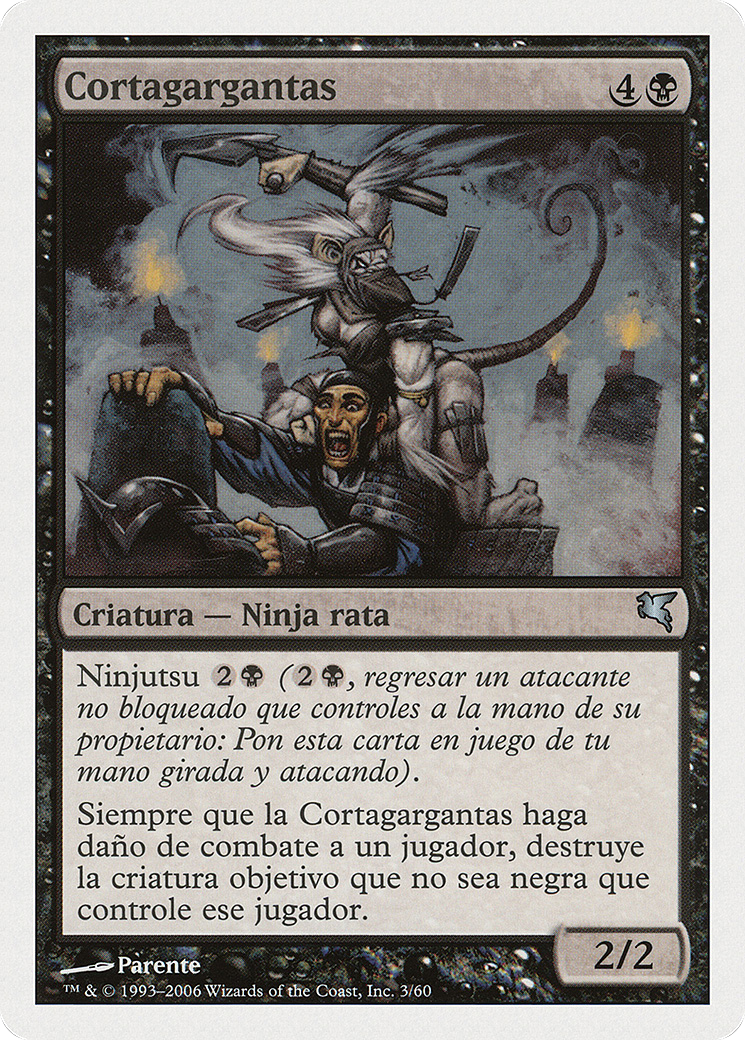 Cortagargantas 4
Criatura — Ninja rata
Ninjutsu 2 (2, regresar un atacante
no bloqueado que controles a la mano de su
propietario: Pon esta carta en juego de tu
mano girada y atacando).
Siempre que la Cortagargantas haga
daño de combate a un jugador, destruye
la criatura objetivo que no sea negra que
controle ese jugador.
2/2
Parente
™ & © 1993–2006 Wizards of the Coast, Inc. 3/60